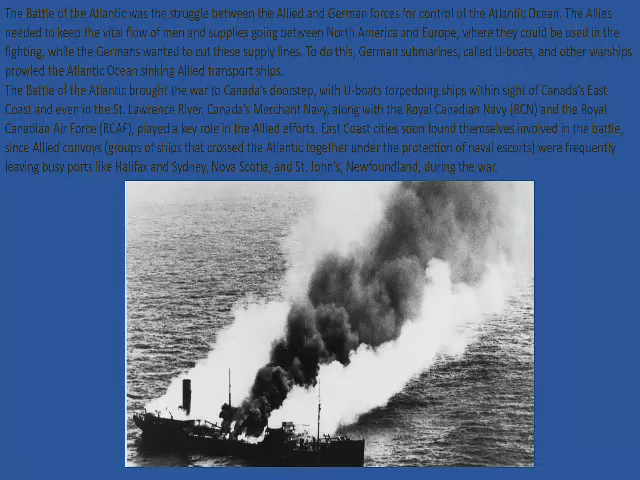 The Battle of the Atlantic was the struggle between the Allied and German forces for control of the Atlantic Ocean. The Allies
needed to keep the vital flow of men and supplies going between North America and Europe, where they could be used in the
fighting, while the Germans wanted to cut these supply lines. To do this, German submarines, called U-boats, and other warships
prowled the Atlantic Ocean sinking Allied transport ships.
The Battle of the Atlantic brought the war to Canada's doorstep, with U-boats torpedoing ships within sight of Canada's East
Coast and even in the St. Lawrence River. Canada's Merchant Navy, along with the Royal Canadian Navy (RCN) and the Royal
Canadian Air Force (RCAF), played a key role in the Allied efforts. East Coast cities soon found themselves involved in the battle,
since Allied convoys (groups of ships that crossed the Atlantic together under the protection of naval escorts) were frequently
leaving busy ports like Halifax and Sydney, Nova Scotia, and St. John's, Newfoundland, during the war.